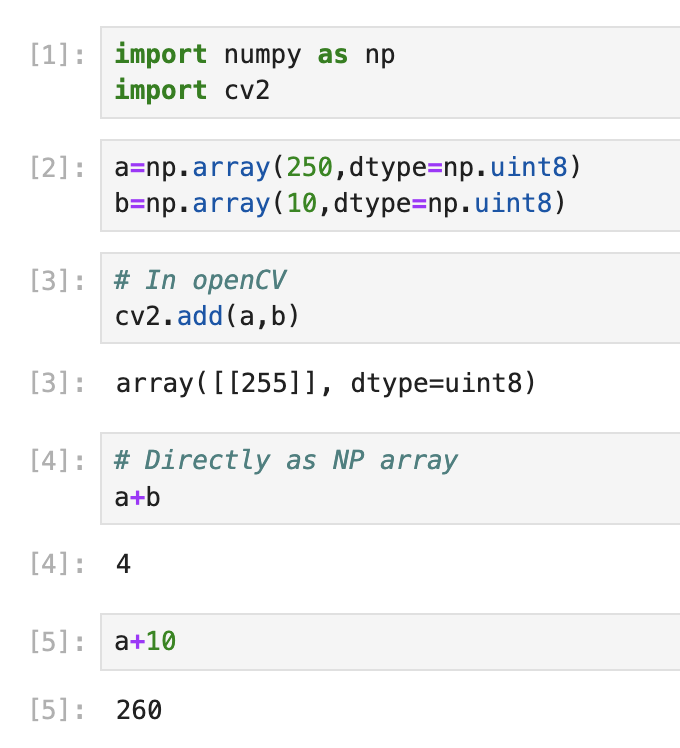 [1]: import numpy as np
import cv2
[2]: a=np.array(250,dtype=np.uint8)
b=np.array(10,dtype=np.uint8)
[3]: # In openCV
cv2.add(a,b)
[3]: array([[255]], dtype=uint8)
[4]: # Directly as NP array
a+b
[4]: 4
[5]: a+10
[5]: 260